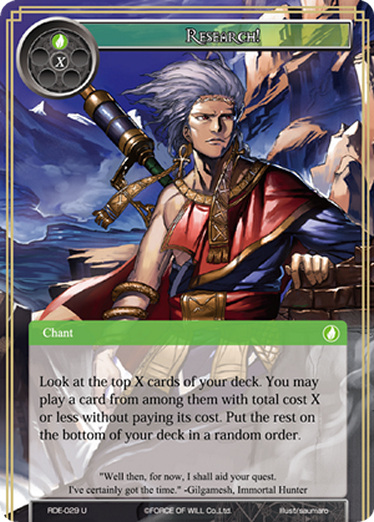 RESEARCH!
X
Chant
Look at the top X cards of your deck. You may
play a card from among them with total cost X
or less without paying its cost. Put the rest on
the bottom of your deck in a random order.
"Well then, for now, I shall aid your quest.
I've certainly got the time." -Gilgamesh, Immortal Hunter
RDE-029 U
©FORCE OF WILL Co.,Ltd.
Illust/saumaro